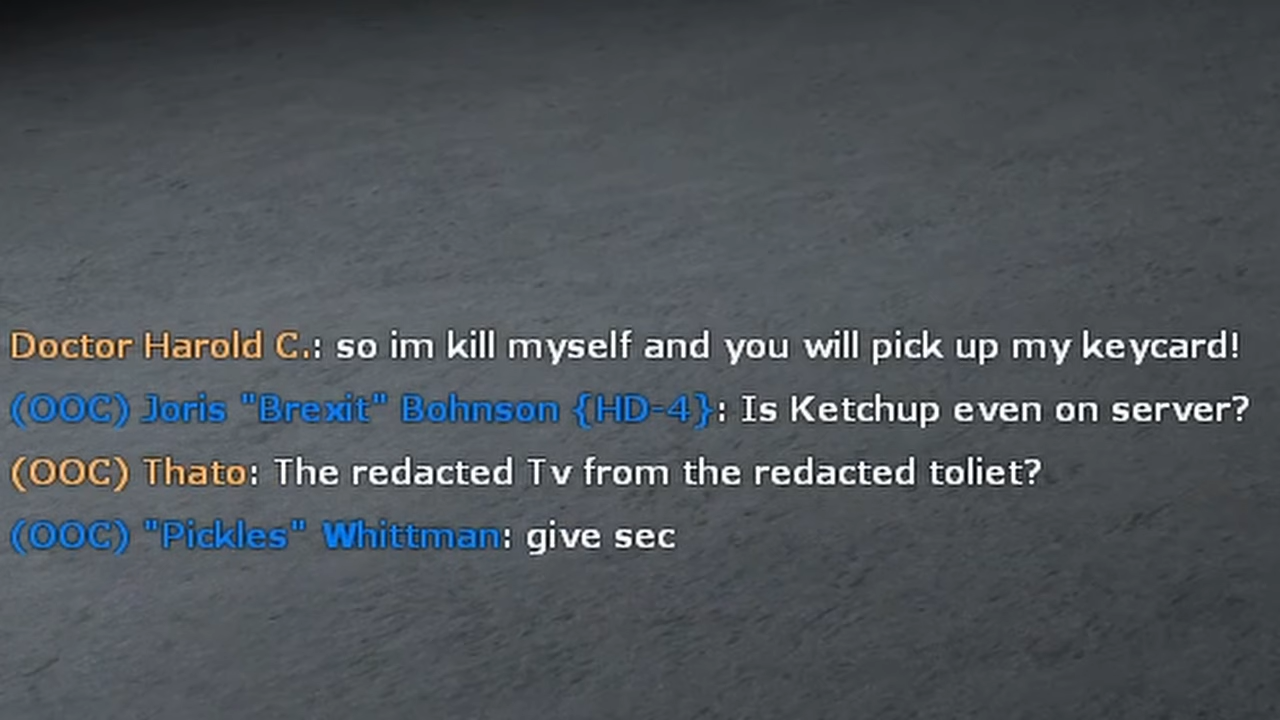 Doctor Harold C.: so im kill myself and you will pick up my keycard!
(OOC) Joris "Brexit" Bohnson {HD-4}: Is Ketchup even on server?
(OOC) Thato: The redacted Tv from the redacted toliet?
(OOC) "Pickles" Whittman: give sec